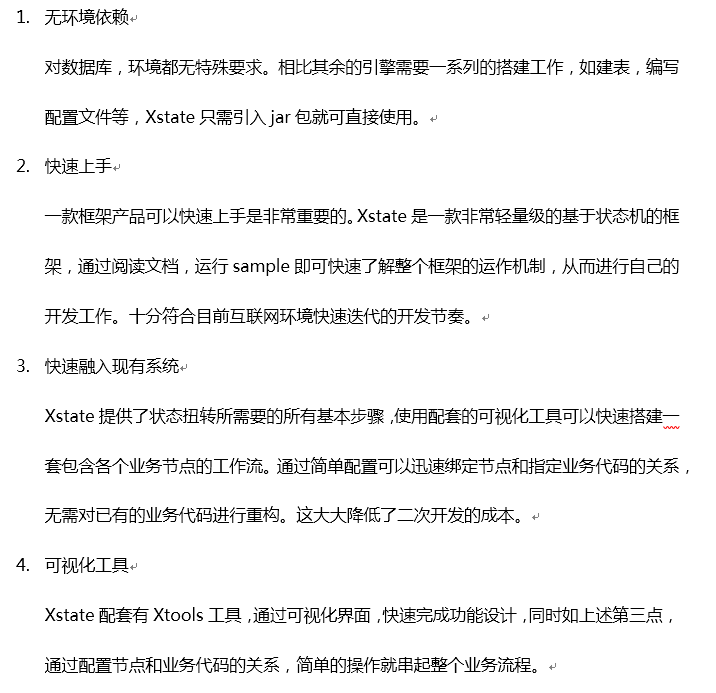 1. 无环境依赖
对数据库，环境都无特殊要求。相比其余的引擎需要一系列的搭建工作，如建表，编写
配置文件等，Xstate 只需引入 jar 包就可直接使用。
2. 快速上手
一款框架产品可以快速上手是非常重要的。Xstate 是一款非常轻量级的基于状态机的框
架，通过阅读文档，运行 sample 即可快速了解整个框架的运作机制，从而进行自己的
开发工作。十分符合目前互联网环境快速迭代的开发节奏。
3. 快速融入现有系统
Xstate 提供了状态扭转所需要的所有基本步骤，使用配套的可视化工具可以快速搭建一
套包含各个业务节点的工作流。通过简单配置可以迅速绑定节点和指定业务代码的关系，
无需对已有的业务代码进行重构。这大大降低了二次开发的成本。
4. 可视化工具
Xstate 配套有 Xtools 工具，通过可视化界面，快速完成功能设计，同时如上述第三点，
通过配置节点和业务代码的关系，简单的操作就串起整个业务流程。